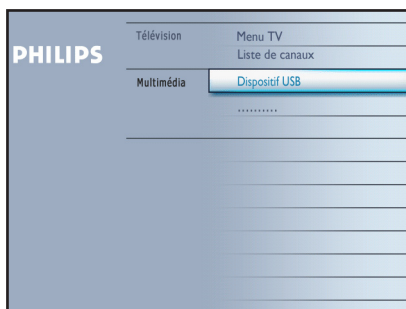 PHILIPS
Télévision Menu TV
Liste de canaux
Multimédia Dispositif USB
..........